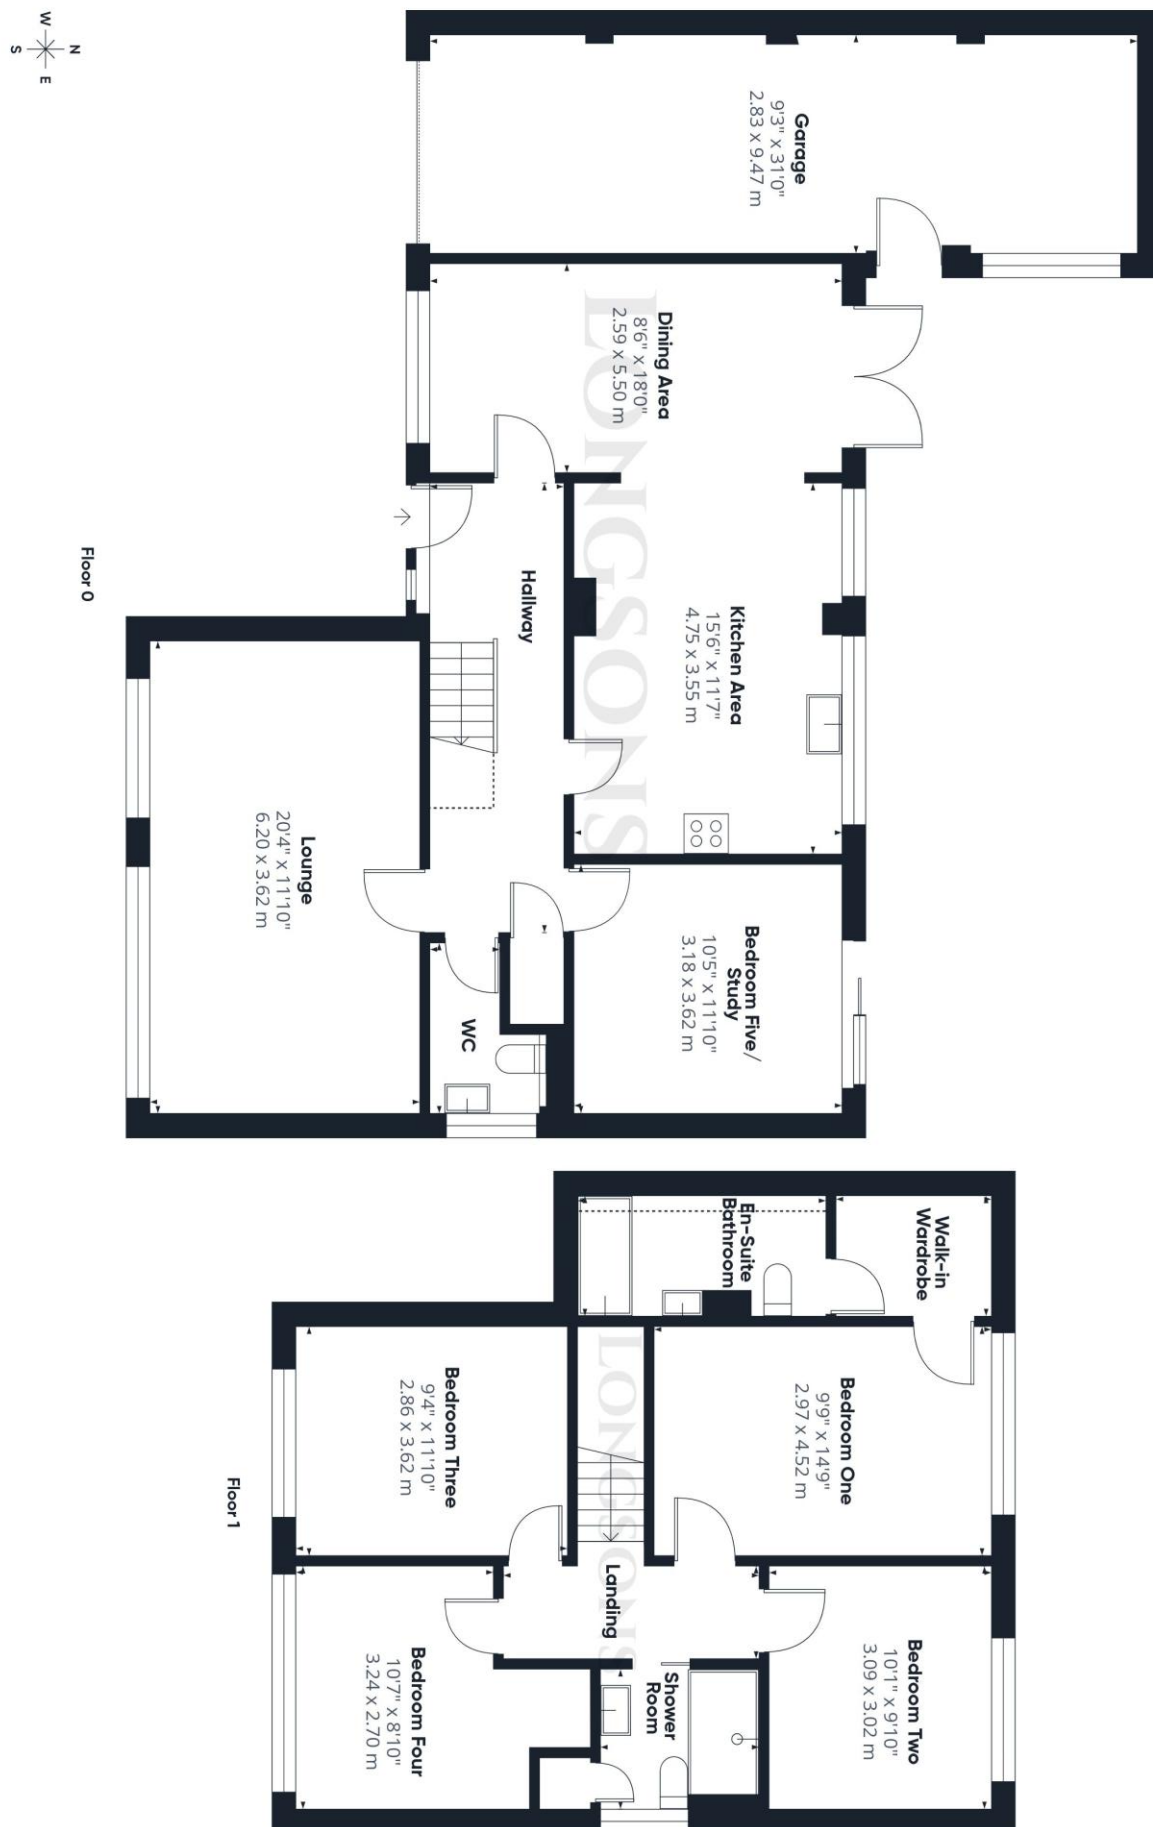 Garage
9'3" x 31'0"
2.83 x 9.47 m
Dining Area
8'6" x 18'0"
2.59 x 5.50 m
Kitchen Area
15'6" x 11'7"
4.75 x 3.55 m
Hallway
Lounge
20'4" x 11'10"
6.20 x 3.62 m
Bedroom Five/
Study
10'5" x 11'10"
3.18 x 3.62 m
WC
LONGSONS
Floor 0
N
E
S
W
Walk-in
Wardrobe
En-Suite
Bathroom
Bedroom One
9'9" x 14'9"
2.97 x 4.52 m
Bedroom Three
9'4" x 11'10"
2.86 x 3.62 m
Landing
Bedroom Two
10'1" x 9'10"
3.09 x 3.02 m
Shower
Room
Bedroom Four
10'7" x 8'10"
3.24 x 2.70 m
LONGSONS
Floor 1